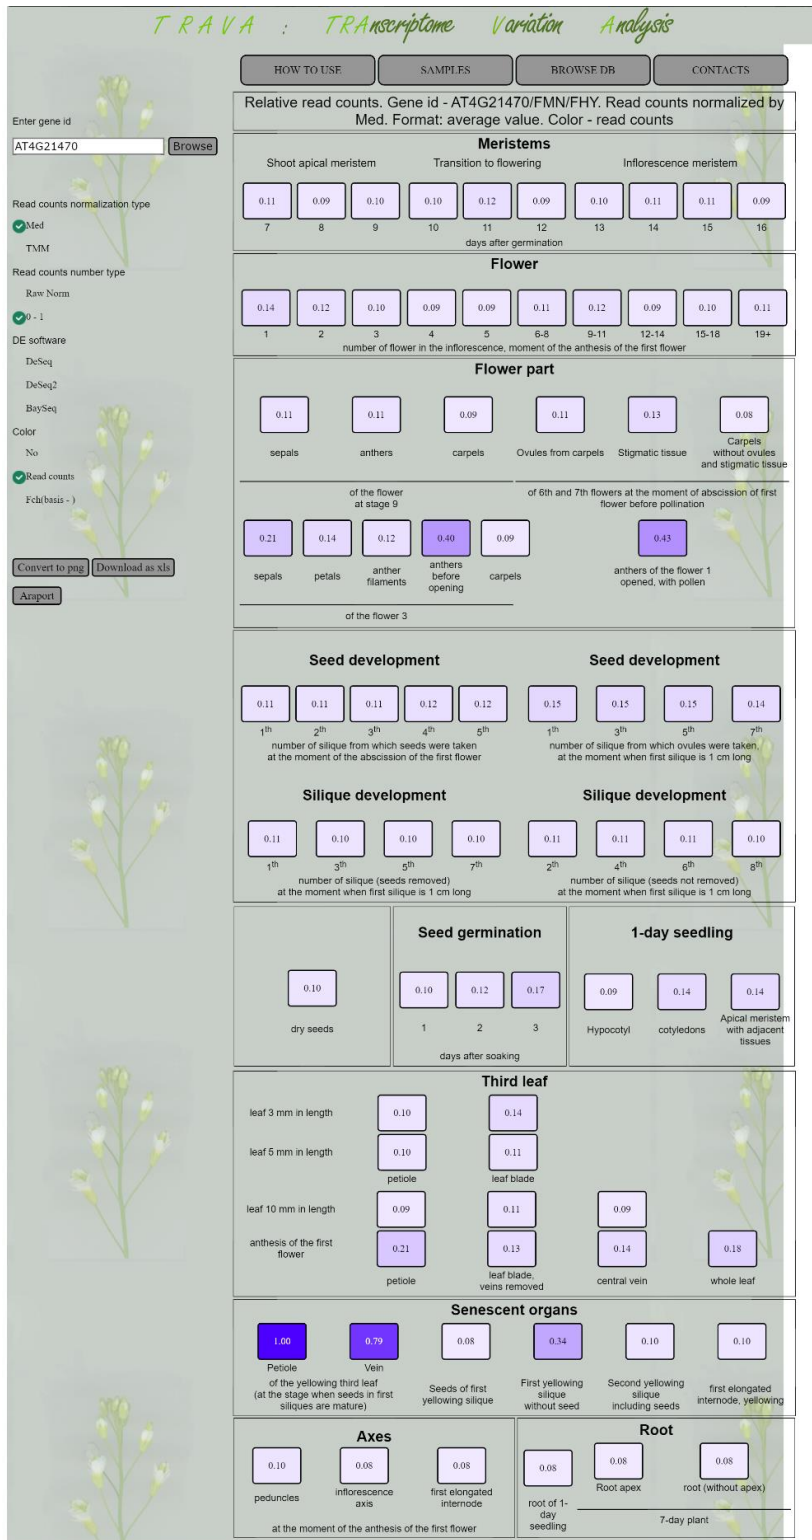 T R A V A : TRAnscriptome Variation Analysis
HOW TO USE
SAMPLES
BROWSE DB
CONTACTS
Enter gene id
AT4G21470
Browse
Read counts normalization type
Med
TMM
Read counts number type
Raw Norm
0 - 1
DE software
DeSeq
DeSeq2
BaySeq
Color
No
Read counts
Fch(basis - )
Convert to png
Download as xls
Araport
Relative read counts. Gene id - AT4G21470/FMN/FHY. Read counts normalized by
Med. Format: average value. Color - read counts
Meristems
Shoot apical meristem Transition to flowering Inflorescence meristem
0.11 0.09 0.10 0.10 0.12 0.09 0.10 0.11 0.11 0.09
7 8 9 10 11 12 13 14 15 16
days after germination
Flower
0.14 0.12 0.10 0.09 0.09 0.11 0.12 0.09 0.10 0.11
1 2 3 4 5 6-8 9-11 12-14 15-18 19+
number of flower in the inflorescence, moment of the anthesis of the first flower
Flower part
0.11 0.11 0.09 0.11 0.13 0.08
sepals anthers carpels Ovules from carpels Stigmatic tissue Carpels
without ovules
and stigmatic tissue
of the flower
at stage 9
of 6th and 7th flowers at the moment of abscission of first
flower before pollination
0.21 0.14 0.12 0.40 0.09
sepals
petals
anther
filaments
anthers
before
opening
carpels
of the flower 3
0.43
anthers of the flower 1
opened, with pollen
Seed development
0.11 0.11 0.11 0.12 0.12
1th 2th 3th 4th 5th
number of silique from which seeds were taken
at the moment of the abscission of the first flower
Seed development
0.15 0.15 0.15 0.14
1th 3th 5th 7th
number of silique from which ovules were taken,
at the moment when first silique is 1 cm long
Silique development
0.11 0.10 0.10 0.10
1th 3th 5th 7th
number of silique (seeds removed)
at the moment when first silique is 1 cm long
Silique development
0.11 0.11 0.11 0.10
2th 4th 6th 8th
number of silique (seeds not removed)
at the moment when first silique is 1 cm long
0.10
dry seeds
Seed germination
0.10 0.12 0.17
1 2 3
days after soaking
1-day seedling
0.09 0.14 0.14
Hypocotyl
cotyledons
Apical meristem
with adjacent
tissues
Third leaf
leaf 3 mm in length 0.10 0.14
leaf 5 mm in length 0.10 0.11
petiole leaf blade
leaf 10 mm in length 0.09 0.11 0.09
anthesis of the first
flower
0.21 0.13 0.14 0.18
petiole
leaf blade,
veins removed
central vein
whole leaf
Senescent organs
1.00 0.79 0.08 0.34 0.10 0.10
Petiole Vein
of the yellowing third leaf
(at the stage when seeds in first
siliques are mature)
Seeds of first
yellowing silique
First yellowing
silique
without seed
Second yellowing
silique
including seeds
first elongated
internode, yellowing
Axes
0.10 0.08 0.08
peduncles
inflorescence
axis
first elongated
internode
at the moment of the anthesis of the first flower
Root
0.08 0.08 0.08
root of 1-
day
seedling
Root apex
root (without apex)
7-day plant